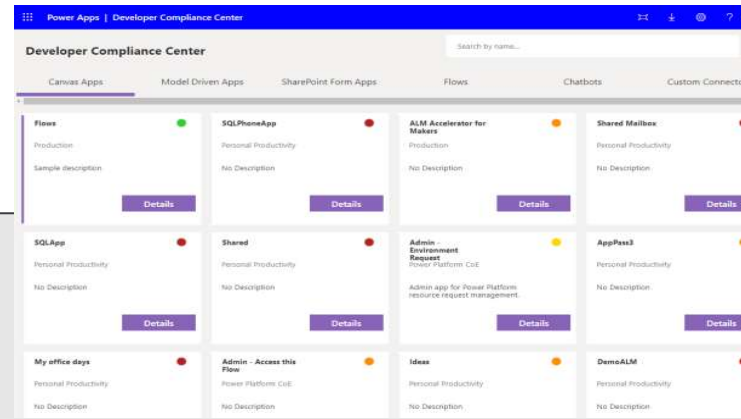 Power Apps | Developer Compliance Center
?
Developer Compliance Center
Search by name...
Canvas Apps Model Driven Apps SharePoint Form Apps Flows Chatbots Custom Connecto
Flows SQLPhoneApp ALM Accelerator for Shared Mailbox
Makers
Production Personal Productivity Production Personal Productivity
Sample description No Description No Description No Description
Details Details Details Details
SQLApp Shared Admin - AppPass3
Environment
Request
Personal Productivity Personal Productivity Power Platform CoE Personal Productivity
No Description No Description Admin app for Power Platform No Description
resource request management.
Details Details Details Details
My office days Admin - Access this Ideas DemoALM
Flow
Personal Productivity Power Platform CoE Personal Productivity Personal Productivity
No Description No Description No Description No Description